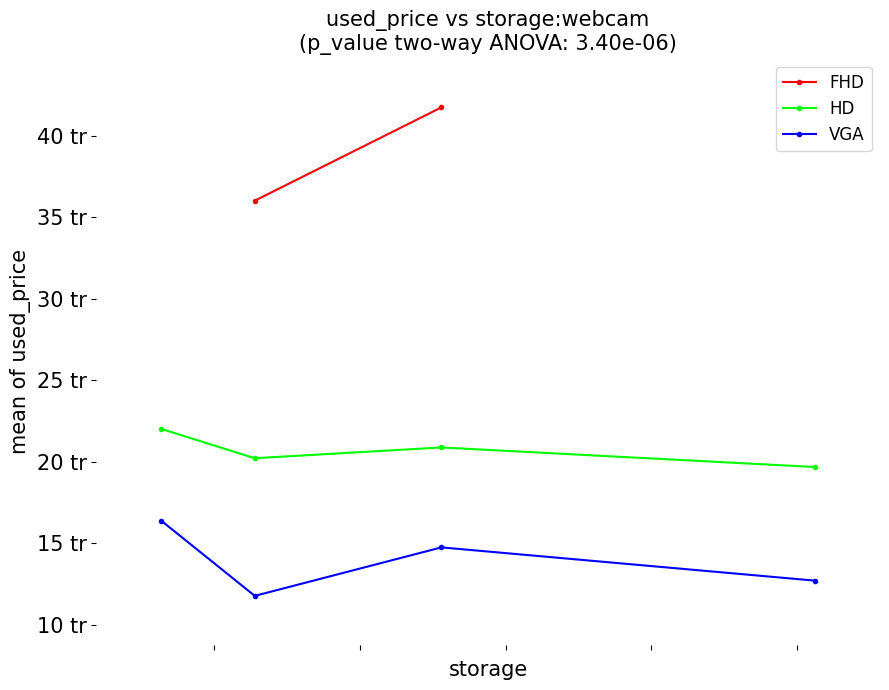 used_price vs storage:webcam
(p_value two-way ANOVA: 3.40e-06)
FHD
HD
VGA
40 tr
35 tr
30 tr
25 tr
20 tr
15 tr
10 tr
mean of used_price
storage